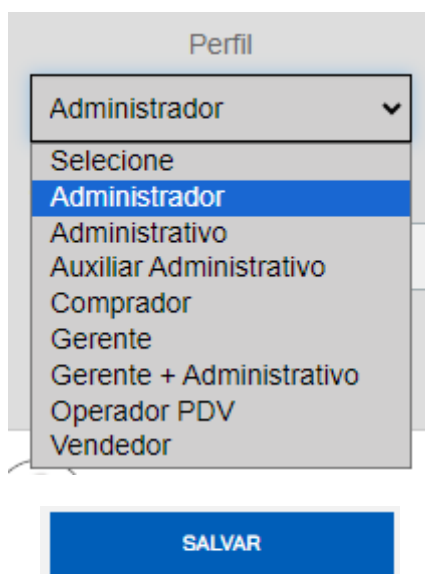 Perfil
Administrador
Selecione
Administrador
Administrativo
Auxiliar Administrativo
Comprador
Gerente
Gerente + Administrativo
Operador PDV
Vendedor
SALVAR